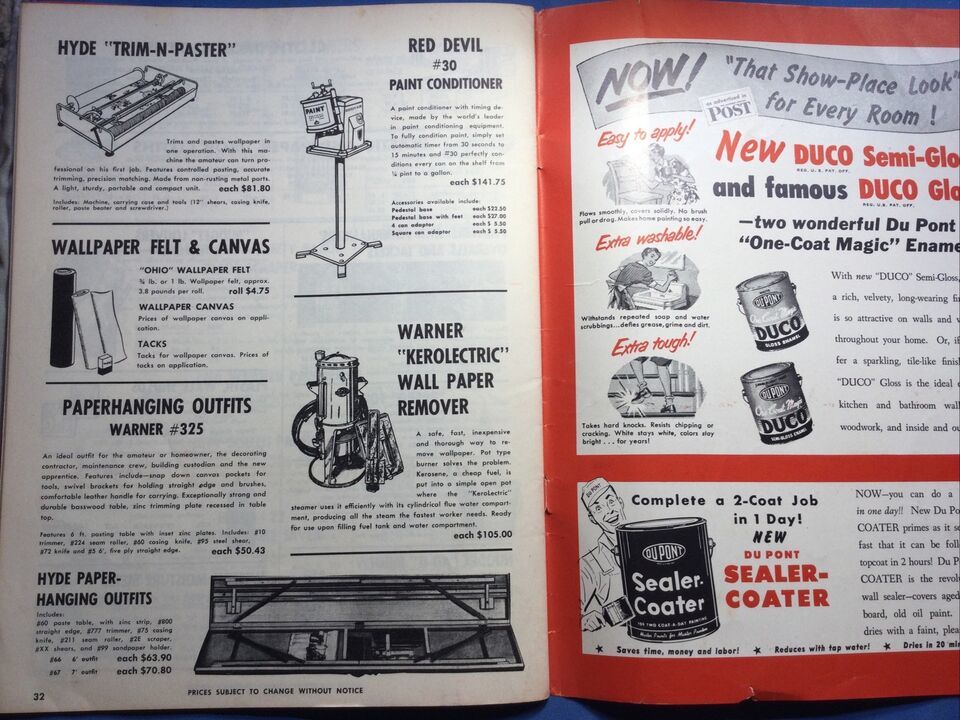 HYDE "TRIM-N-PASTER"
Trims and pastes wallpaper in
one operation. With this ma-
chine the amateur can turn pro-
fessional on his first job. Features controlled pasting, accurate
trimming, precision matching. Made from non-rusting metal parts.
A light, sturdy, portable and compact unit. each $81.80
Includes: Machine, carrying case and tools (12" shears, casing knife,
roller, paste beater and screwdriver.)
WALLPAPER FELT & CANVAS
"OHIO" WALLPAPER FELT
¾ lb. or 1 lb. Wallpaper felt, approx.
3.8 pounds per roll. roll $4.75
WALLPAPER CANVAS
Prices of wallpaper canvas on appli-
cation.
TACKS
Tacks for wallpaper canvas. Prices of
tacks on application.
PAPERHANGING OUTFITS
WARNER #325
An ideal outfit for the amateur or homeowner, the decorating
contractor, maintenance crew, building custodian and the new
apprentice. Features include—snap down canvas pockets for
tools, swivel brackets for holding straight edge and brushes,
comfortable leather handle for carrying. Exceptionally strong and
durable basswood table, zinc trimming plate recessed in table
top.
Features 6 ft. pasting table with inset zinc plates. Includes: #10
trimmer, #224 seam roller, #60 casing knife, #95 steel shear,
#72 knife and #5 6', five ply straight edge. each $50.43
HYDE PAPER-
HANGING OUTFITS
Includes:
#60 paste table, with zinc strip, #800
straight edge, #777 trimmer, #75 casing
knife, #211 seam roller, #2E scraper,
#XX shears, and #99 sandpaper holder.
#66 6' outfit each $63.90
#67 7' outfit each $70.80
32
PRICES SUBJECT TO CHANGE WITHOUT NOTICE
RED DEVIL
#30
PAINT CONDITIONER
PAINT
A paint conditioner with timing de-
vice, made by the world's leader
in paint conditioning equipment.
To fully condition paint, simply set
automatic timer from 30 seconds to
15 minutes and #30 perfectly con-
ditions every can on the shelf from
¼ pint to a gallon.
each $141.75
Accessories available include:
Pedestal base each $22.50
Pedestal base with feet each $27.00
4 can adaptor each $ 5.50
Square can adaptor each $ 5.50
WARNER
"KEROLECTRIC"
WALL PAPER
REMOVER
A safe, fast, inexpensive
and thorough way to re-
move wallpaper. Pot type
burner solves the problem.
Kerosene, a cheap fuel, is
put into a simple open pot
where the "KeroLectric"
steamer uses it efficiently with its cylindrical flue water compart-
ment, producing all the steam the fastest worker needs. Ready
for use upon filling fuel tank and water compartment.
each $105.00
NOW!
"That Show-Place Look"
for Every Room!
as advertised in
POST
Easy to apply!
Flows smoothly, covers solidly. No brush
pull or drag. Makes home painting so easy.
Extra washable!
Withstands repeated soap and water
scrubbings...defies grease, grime and dirt.
Extra tough!
Takes hard knocks. Resists chipping or
cracking. White stays white, colors stay
bright . . . for years!
New DUCO Semi-Glo
REG. U. S. PAT. OFF.
and famous DUCO Glo
REG. U. S. PAT. OFF.
—two wonderful Du Pont
"One-Coat Magic" Ename
DU PONT
One Coat Magic
DUCO
GLOSS ENAMEL
DU PONT
One Coat Magic
DUCO
SEMI-GLOSS ENAMEL
With new "DUCO" Semi-Gloss,
a rich, velvety, long-wearing fi
is so attractive on walls and v
throughout your home. Or, if
fer a sparkling, tile-like finish
"DUCO" Gloss is the ideal
kitchen and bathroom wall
woodwork, and inside and ou
DU PONT
Complete a 2-Coat Job
in 1 Day!
NEW
DU PONT
SEALER-
COATER
DU PONT
Sealer-
Coater
FOR TWO COAT-A-DAY PAINTING
NOW—you can do a
in one day!! New Du Po
COATER primes as it s
fast that it can be foll
topcoat in 2 hours! Du P
COATER is the revol
wall sealer—covers aged
board, old oil paint.
dries with a faint, plea
★ Saves time, money and labor! ★ Reduces with tap water! ★ Dries in 20 min